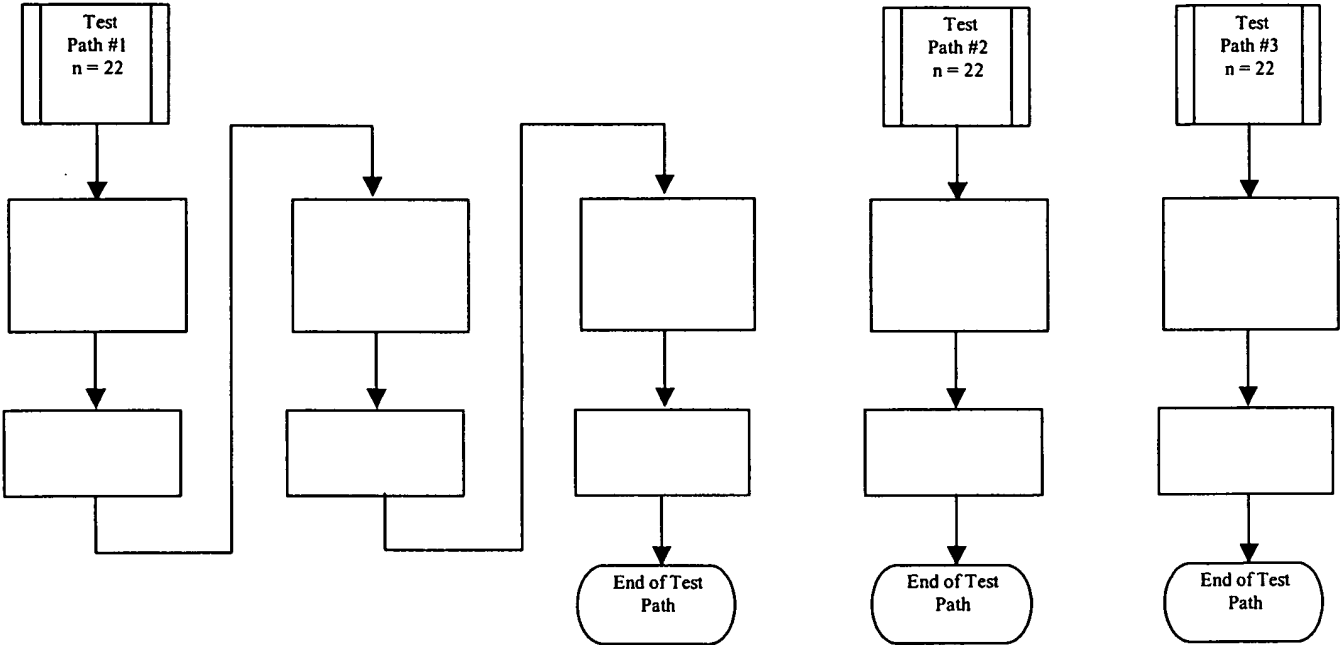 Test
Path #1
n = 22
Test
Path #2
n = 22
Test
Path #3
n = 22
End of Test
Path
End of Test
Path
End of Test
Path